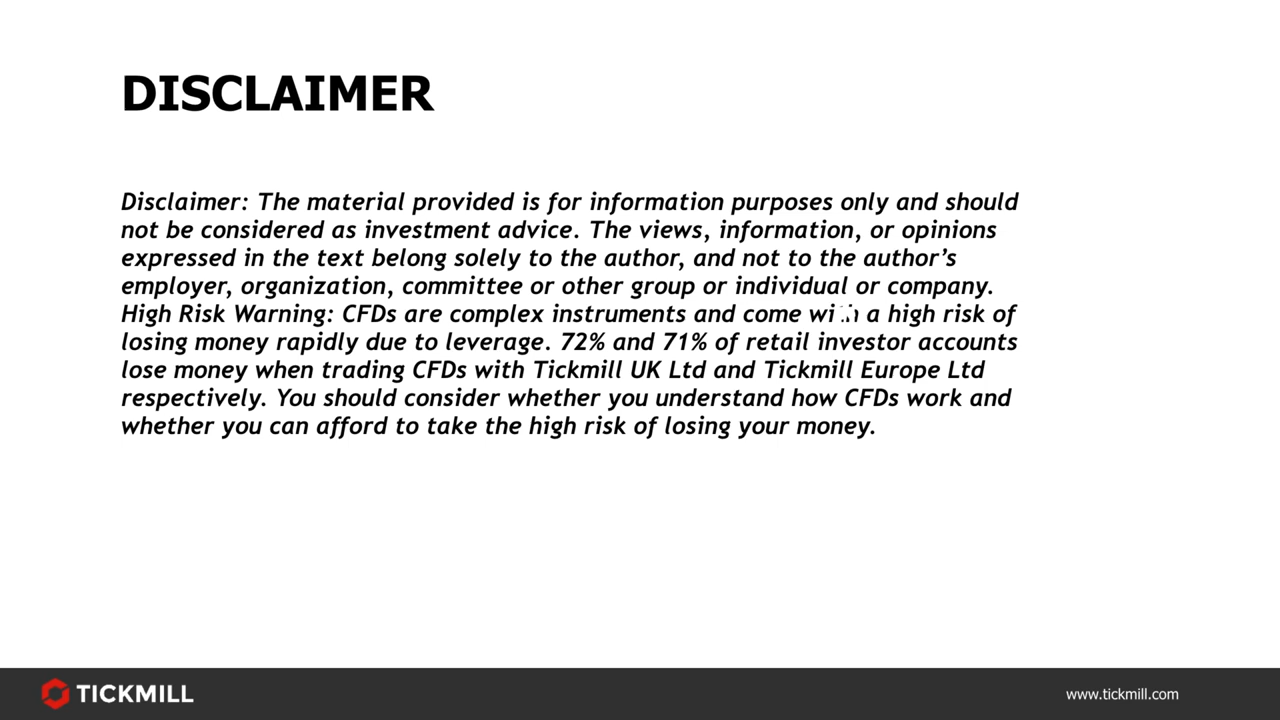 DISCLAIMER
Disclaimer: The material provided is for information purposes only and should
not be considered as investment advice. The views, information, or opinions
expressed in the text belong solely to the author, and not to the author’s
employer, organization, committee or other group or individual or company.
High Risk Warning: CFDs are complex instruments and come with a high risk of
losing money rapidly due to leverage. 72% and 71% of retail investor accounts
lose money when trading CFDs with Tickmill UK Ltd and Tickmill Europe Ltd
respectively. You should consider whether you understand how CFDs work and
whether you can afford to take the high risk of losing your money.
TICKMILL
www.tickmill.com